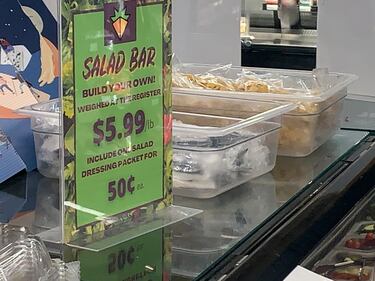 SALAD BAR
BUILD YOUR OWN!
WEIGHED AT THE REGISTER
$5.99/lb
INCLUDE ONE SALAD
DRESSING PACKET FOR
50¢ ea.